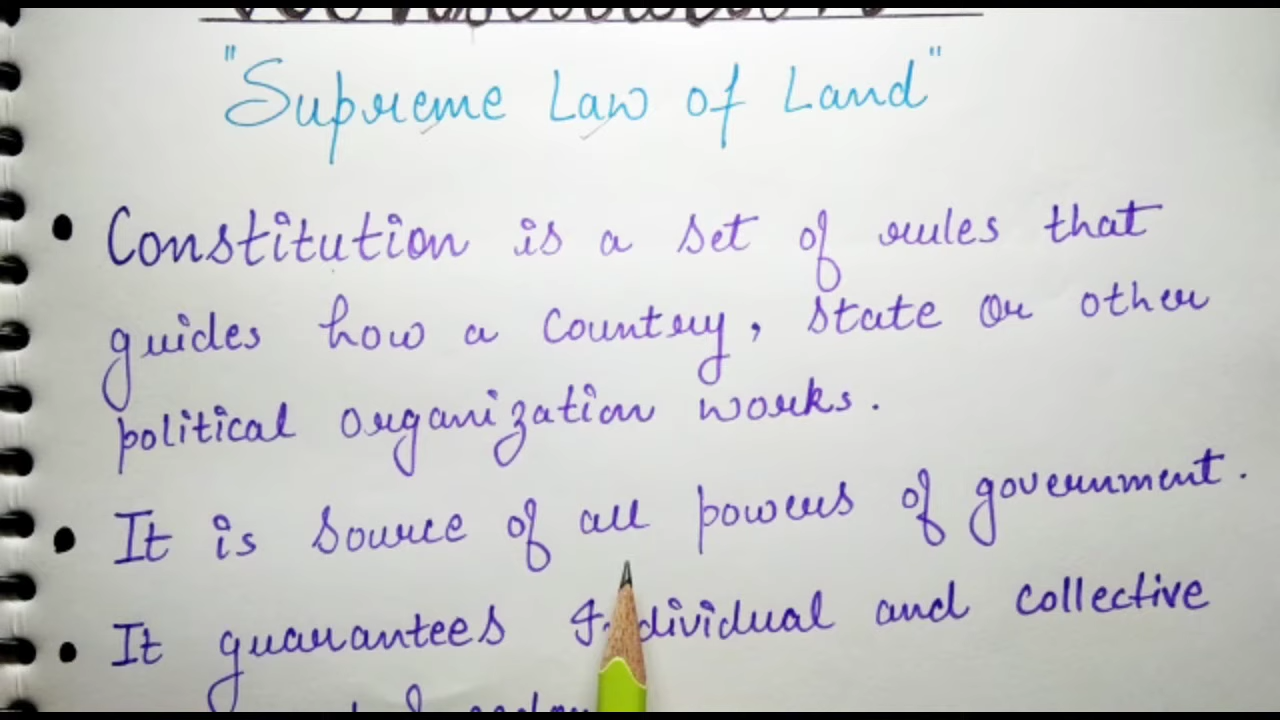 "Supreme Law of Land"
• Constitution is a set of rules that
guides how a country, state or other
political organization works.
• It is source of all powers of government.
• It guarantees Individual and collective